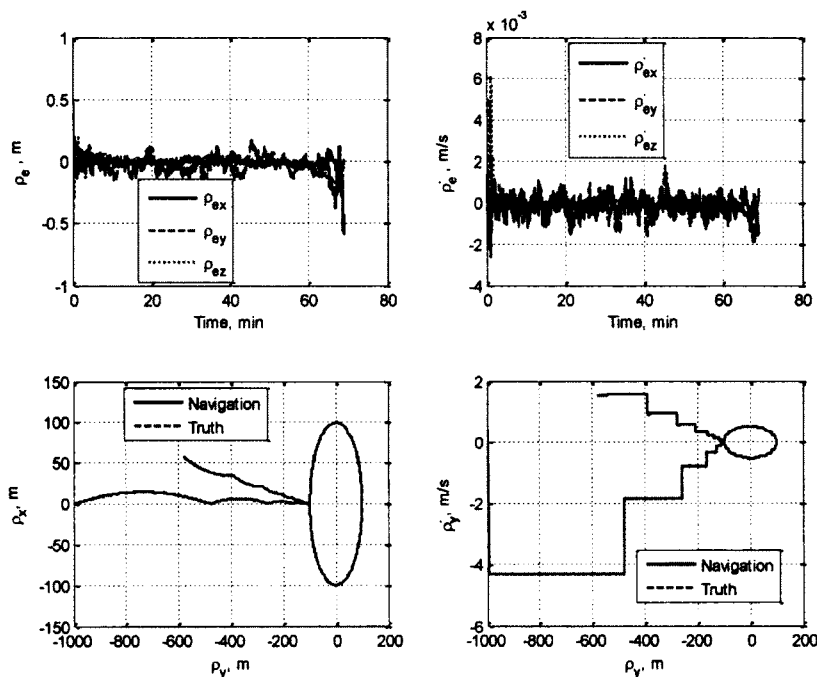 1
0.5
0
-0.5
-1
ρe , m
ρex
ρey
ρez
0 20 40 60 80
Time, min
x 10^-3
8
6
4
2
0
-2
-4
ρ̇e , m/s
ρ̇ex
ρ̇ey
ρ̇ez
0 20 40 60 80
Time, min
150
100
50
0
-50
-100
-150
ρx, m
Navigation
Truth
-1000 -800 -600 -400 -200 0 200
ρy, m
2
0
-2
-4
-6
ρ̇y, m/s
Navigation
Truth
-1000 -800 -600 -400 -200 0 200
ρy, m